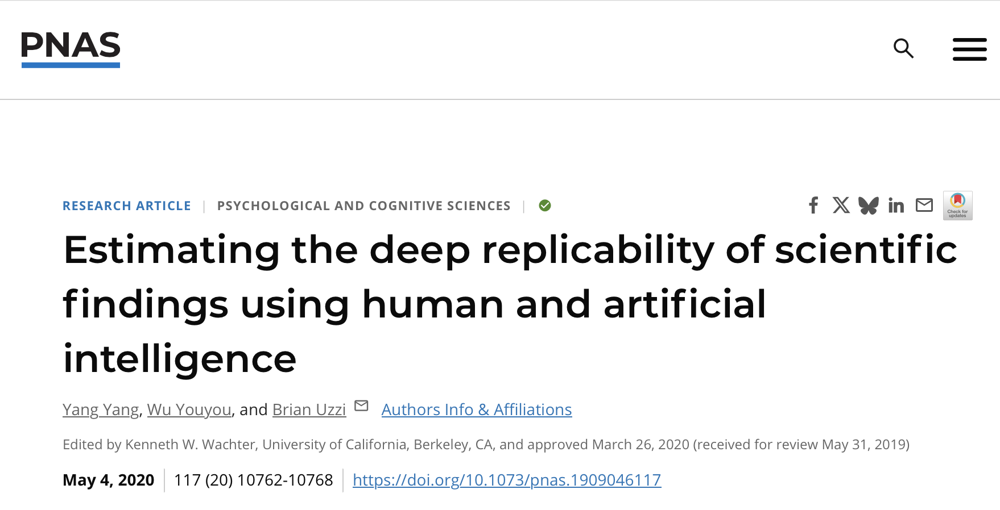 PNAS
RESEARCH ARTICLE | PSYCHOLOGICAL AND COGNITIVE SCIENCES |
Check for
updates
Estimating the deep replicability of scientific
findings using human and artificial
intelligence
Yang Yang, Wu Youyou, and Brian Uzzi Authors Info & Affiliations
Edited by Kenneth W. Wachter, University of California, Berkeley, CA, and approved March 26, 2020 (received for review May 31, 2019)
May 4, 2020 | 117 (20) 10762-10768 | https://doi.org/10.1073/pnas.1909046117